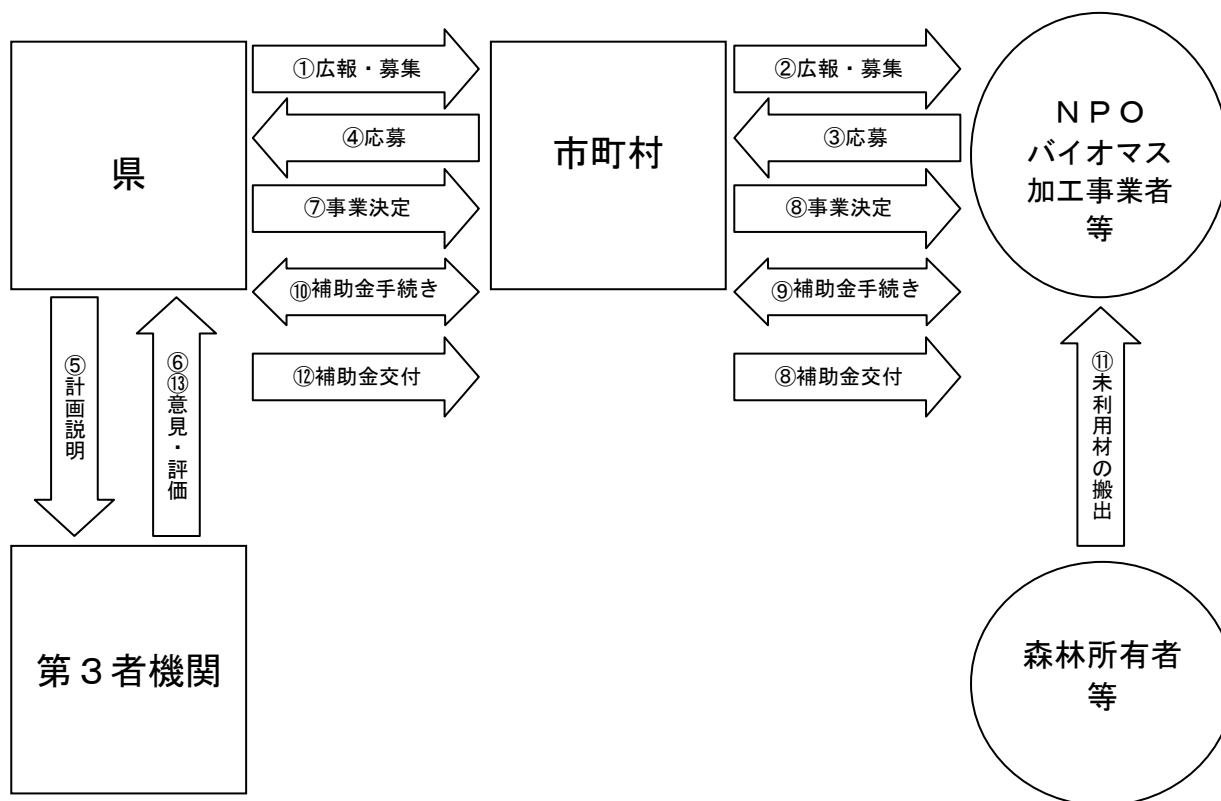 県
①広報・募集
④応募
⑦事業決定
⑩補助金手続き
⑫補助金交付
市町村
②広報・募集
③応募
⑧事業決定
⑨補助金手続き
⑧補助金交付
ＮＰＯ
バイオマス
加工事業者
等
⑤計画説明
⑥⑬意見・評価
⑪未利用材の搬出
第３者機関
森林所有者
等